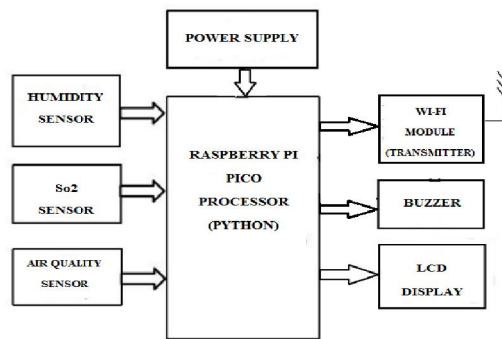 POWER SUPPLY
HUMIDITY
SENSOR
So2
SENSOR
AIR QUALITY
SENSOR
RASPBERRY PI
PICO
PROCESSOR
(PYTHON)
WI-FI
MODULE
(TRANSMITTER)
BUZZER
LCD
DISPLAY